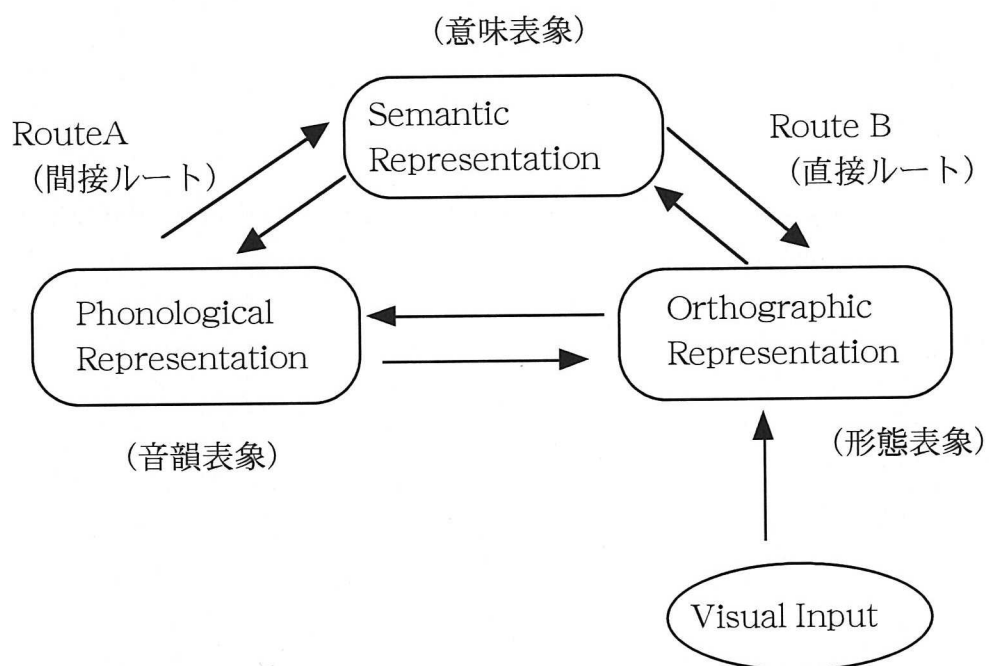 (意味表象)
Semantic
Representation
RouteA
(間接ルート)
Route B
(直接ルート)
Phonological
Representation
Orthographic
Representation
(音韻表象)
(形態表象)
Visual Input